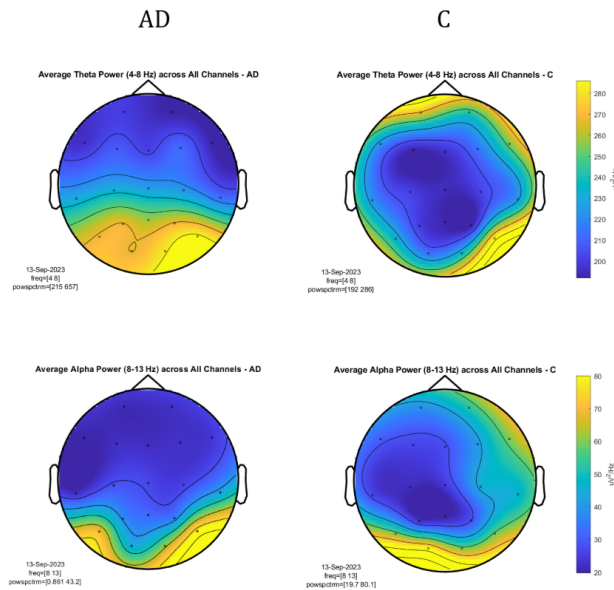 AD
C
Average Theta Power (4-8 Hz) across All Channels - AD
Average Theta Power (4-8 Hz) across All Channels - C
280
270
260
250
240
230
220
210
200
13-Sep-2023
freq=[4 8]
powspctrm=[215 657]
13-Sep-2023
freq=[4 8]
powspctrm=[192 286]
Average Alpha Power (8-13 Hz) across All Channels - AD
Average Alpha Power (8-13 Hz) across All Channels - C
80
70
60
50
40
30
20
uV²/Hz
13-Sep-2023
freq=[8 13]
powspctrm=[0.861 43.2]
13-Sep-2023
freq=[8 13]
powspctrm=[19.7 80.1]